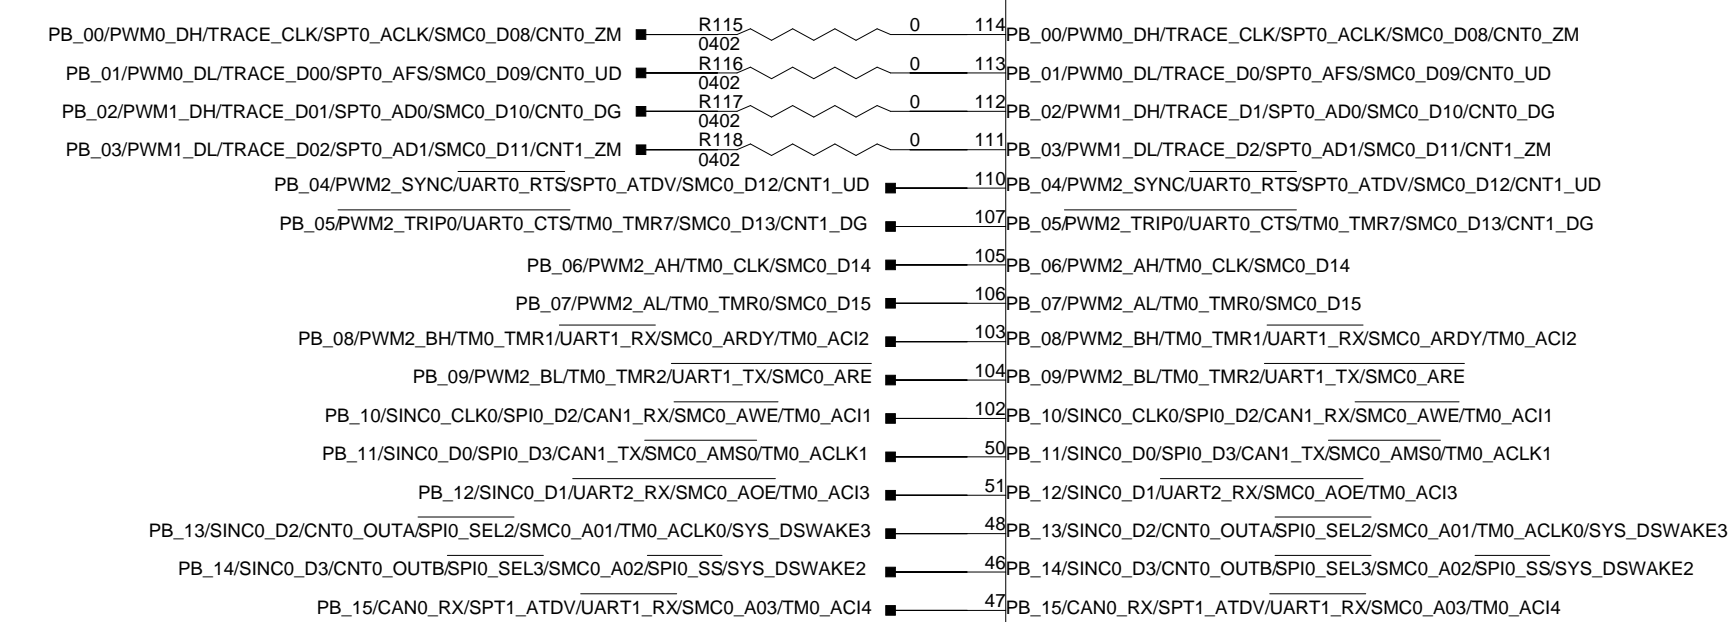 PB_00/PWM0_DH/TRACE_CLK/SPT0_ACLK/SMC0_D08/CNT0_ZM R115 0402 0 114 PB_00/PWM0_DH/TRACE_CLK/SPT0_ACLK/SMC0_D08/CNT0_ZM
PB_01/PWM0_DL/TRACE_D00/SPT0_AFS/SMC0_D09/CNT0_UD R116 0402 0 113 PB_01/PWM0_DL/TRACE_D0/SPT0_AFS/SMC0_D09/CNT0_UD
PB_02/PWM1_DH/TRACE_D01/SPT0_AD0/SMC0_D10/CNT0_DG R117 0402 0 112 PB_02/PWM1_DH/TRACE_D1/SPT0_AD0/SMC0_D10/CNT0_DG
PB_03/PWM1_DL/TRACE_D02/SPT0_AD1/SMC0_D11/CNT1_ZM R118 0402 0 111 PB_03/PWM1_DL/TRACE_D2/SPT0_AD1/SMC0_D11/CNT1_ZM
PB_04/PWM2_SYNC/UART0_RTS/SPT0_ATDV/SMC0_D12/CNT1_UD 110 PB_04/PWM2_SYNC/UART0_RTS/SPT0_ATDV/SMC0_D12/CNT1_UD
PB_05/PWM2_TRIP0/UART0_CTS/TM0_TMR7/SMC0_D13/CNT1_DG 107 PB_05/PWM2_TRIP0/UART0_CTS/TM0_TMR7/SMC0_D13/CNT1_DG
PB_06/PWM2_AH/TM0_CLK/SMC0_D14 105 PB_06/PWM2_AH/TM0_CLK/SMC0_D14
PB_07/PWM2_AL/TM0_TMR0/SMC0_D15 106 PB_07/PWM2_AL/TM0_TMR0/SMC0_D15
PB_08/PWM2_BH/TM0_TMR1/UART1_RX/SMC0_ARDY/TM0_ACI2 103 PB_08/PWM2_BH/TM0_TMR1/UART1_RX/SMC0_ARDY/TM0_ACI2
PB_09/PWM2_BL/TM0_TMR2/UART1_TX/SMC0_ARE 104 PB_09/PWM2_BL/TM0_TMR2/UART1_TX/SMC0_ARE
PB_10/SINC0_CLK0/SPI0_D2/CAN1_RX/SMC0_AWE/TM0_ACI1 102 PB_10/SINC0_CLK0/SPI0_D2/CAN1_RX/SMC0_AWE/TM0_ACI1
PB_11/SINC0_D0/SPI0_D3/CAN1_TX/SMC0_AMS0/TM0_ACLK1 50 PB_11/SINC0_D0/SPI0_D3/CAN1_TX/SMC0_AMS0/TM0_ACLK1
PB_12/SINC0_D1/UART2_RX/SMC0_AOE/TM0_ACI3 51 PB_12/SINC0_D1/UART2_RX/SMC0_AOE/TM0_ACI3
PB_13/SINC0_D2/CNT0_OUTA/SPI0_SEL2/SMC0_A01/TM0_ACLK0/SYS_DSWAKE3 48 PB_13/SINC0_D2/CNT0_OUTA/SPI0_SEL2/SMC0_A01/TM0_ACLK0/SYS_DSWAKE3
PB_14/SINC0_D3/CNT0_OUTB/SPI0_SEL3/SMC0_A02/SPI0_SS/SYS_DSWAKE2 46 PB_14/SINC0_D3/CNT0_OUTB/SPI0_SEL3/SMC0_A02/SPI0_SS/SYS_DSWAKE2
PB_15/CAN0_RX/SPT1_ATDV/UART1_RX/SMC0_A03/TM0_ACI4 47 PB_15/CAN0_RX/SPT1_ATDV/UART1_RX/SMC0_A03/TM0_ACI4